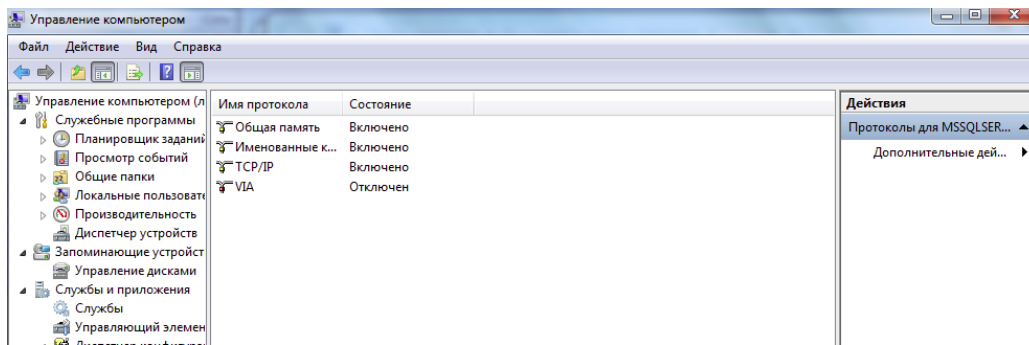 Управление компьютером
Файл Действие Вид Справка
Управление компьютером (л
Служебные программы
Планировщик заданий
Просмотр событий
Общие папки
Локальные пользовате
Производительность
Диспетчер устройств
Запоминающие устройст
Управление дисками
Службы и приложения
Службы
Управляющий элемен
Имя протокола Состояние
Общая память Включено
Именованные к... Включено
TCP/IP Включено
VIA Отключен
Действия
Протоколы для MSSQLSER...
Дополнительные дей...